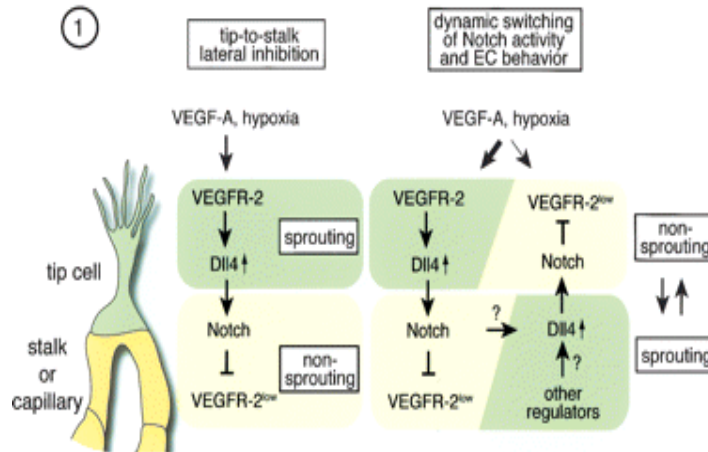 1
tip-to-stalk
lateral inhibition
dynamic switching
of Notch activity
and EC behavior
VEGF-A, hypoxia
VEGF-A, hypoxia
VEGFR-2
sprouting
Dll4
Notch
non-
sprouting
VEGFR-2low
VEGFR-2
Dll4
Notch
VEGFR-2low
?
VEGFR-2low
Notch
Dll4
?
other
regulators
non-
sprouting
sprouting
tip cell
stalk
or
capillary